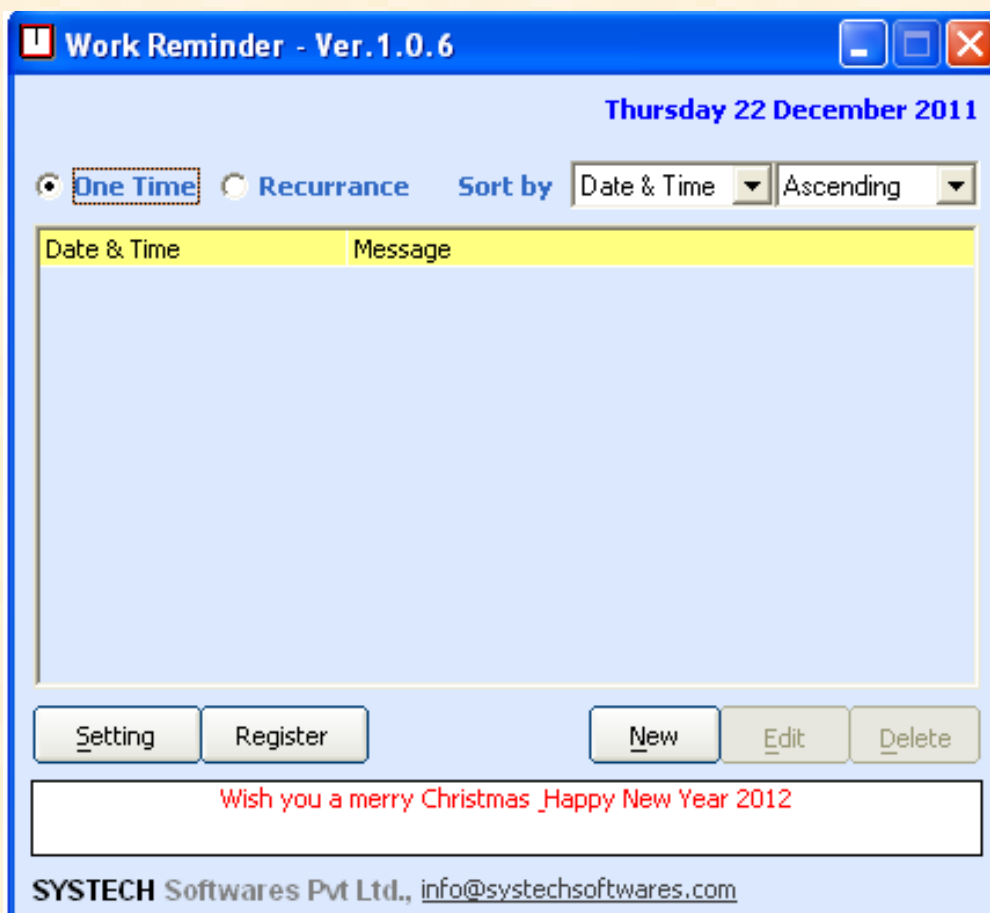 Work Reminder - Ver.1.0.6
Thursday 22 December 2011
One Time Recurrance Sort by Date & Time Ascending
Date & Time Message
Setting Register New Edit Delete
Wish you a merry Christmas _Happy New Year 2012
SYSTECH Softwares Pvt Ltd., info@systechsoftwares.com